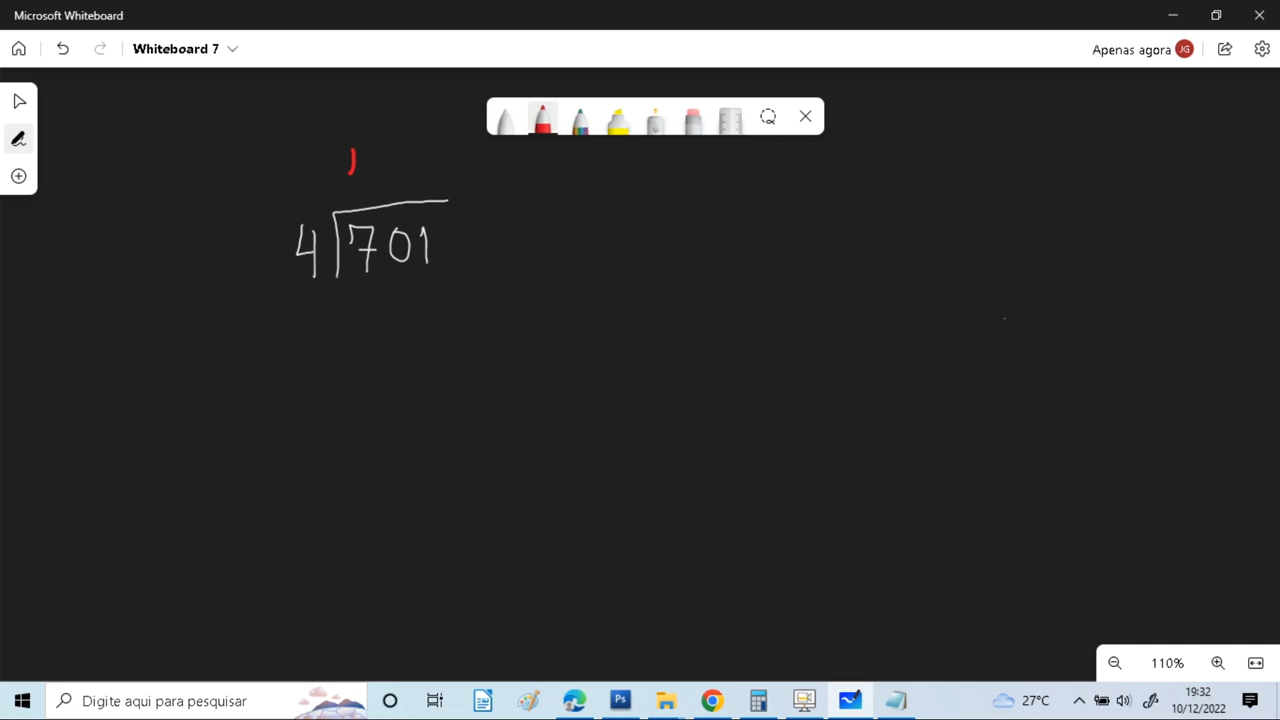 Microsoft Whiteboard
Whiteboard 7
Apenas agora JG
1
4 701
110%
Digite aqui para pesquisar
27°C
19:32
10/12/2022